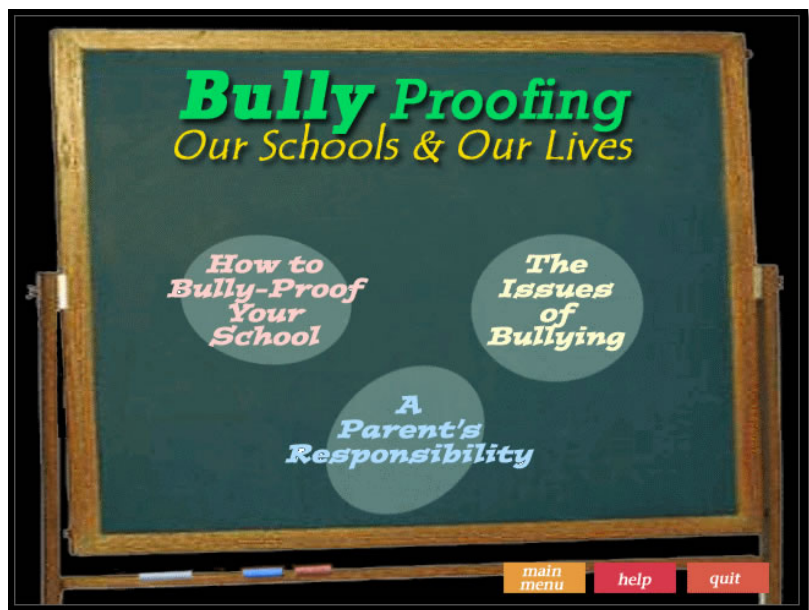 Bully Proofing
Our Schools & Our Lives
How to
Bully-Proof
Your
School
The
Issues
of
Bullying
A
Parent's
Responsibility
main
menu
help
quit